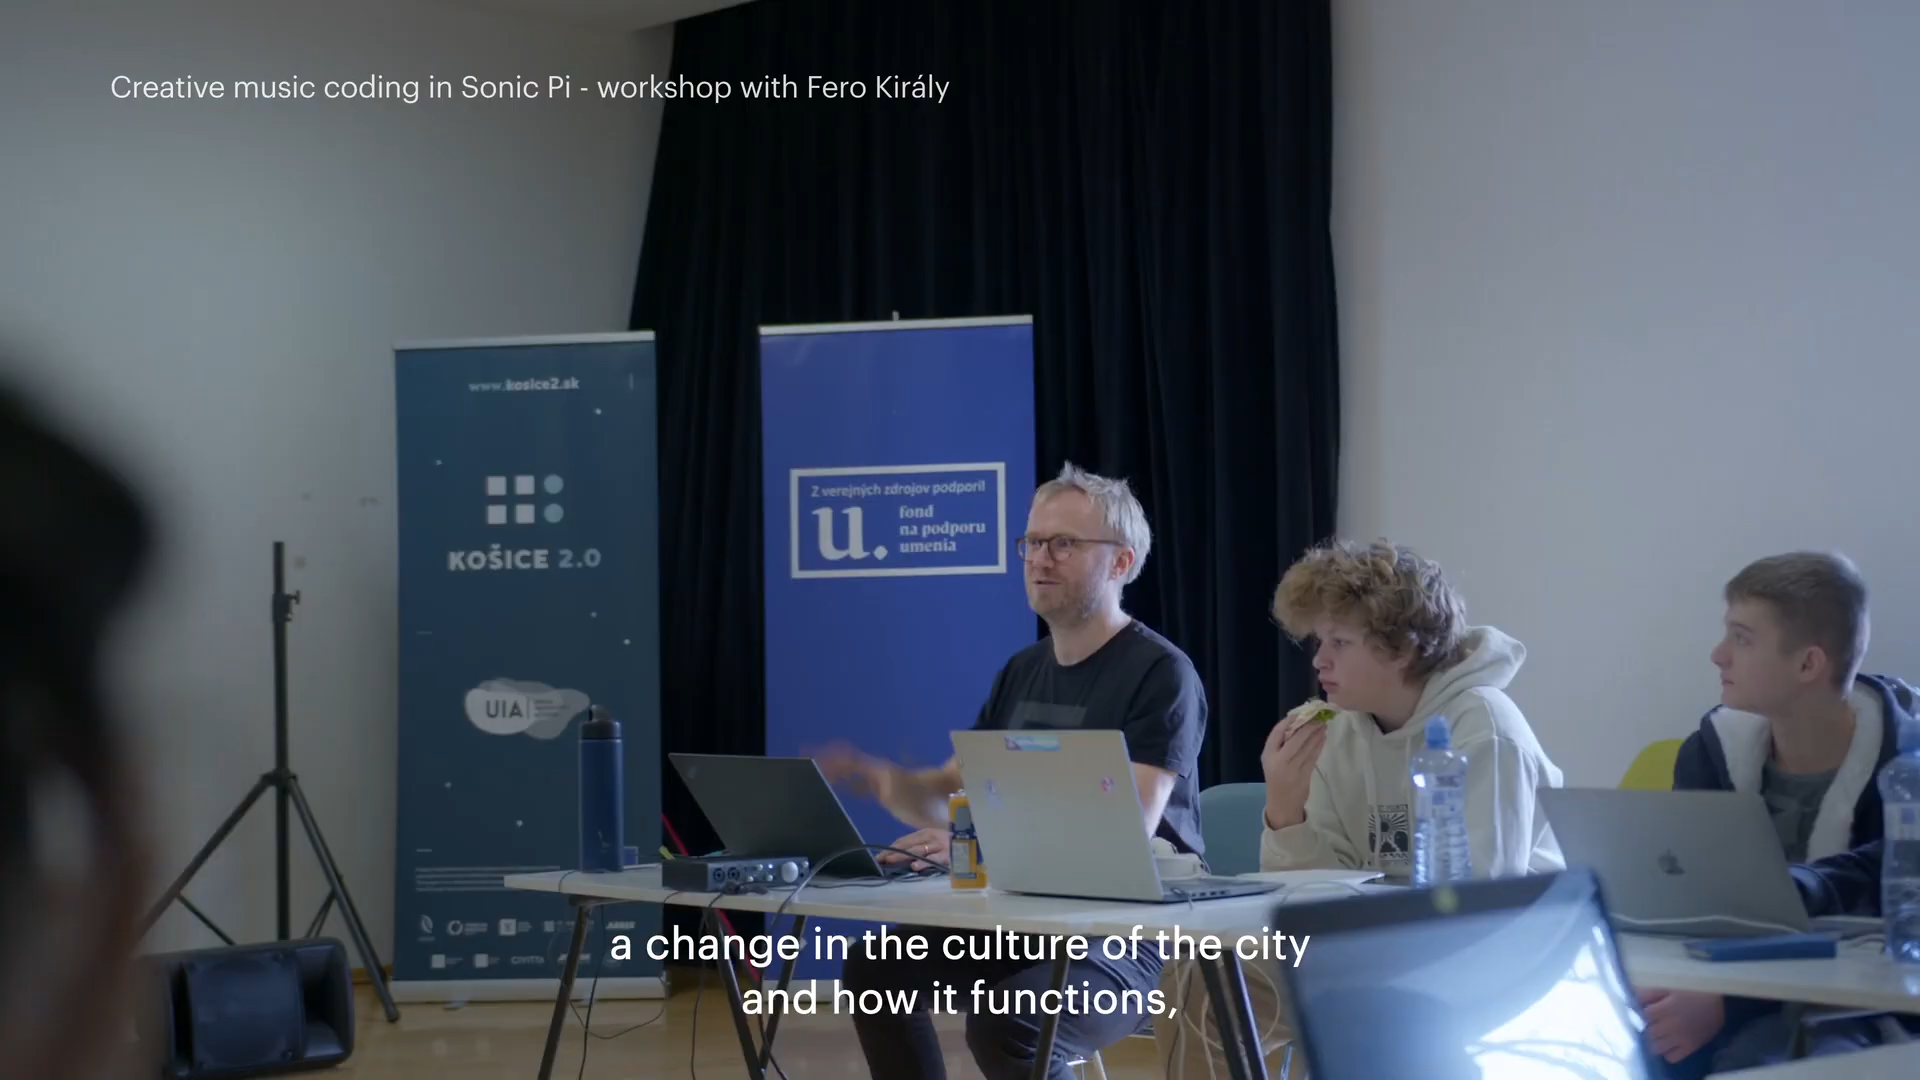 Creative music coding in Sonic Pi - workshop with Fero Király
www.kosice2.sk
KOŠICE 2.0
UIA
CIVITTA
Z verejných zdrojov podporil
u.
fond
na podporu
umenia
a change in the culture of the city
and how it functions,